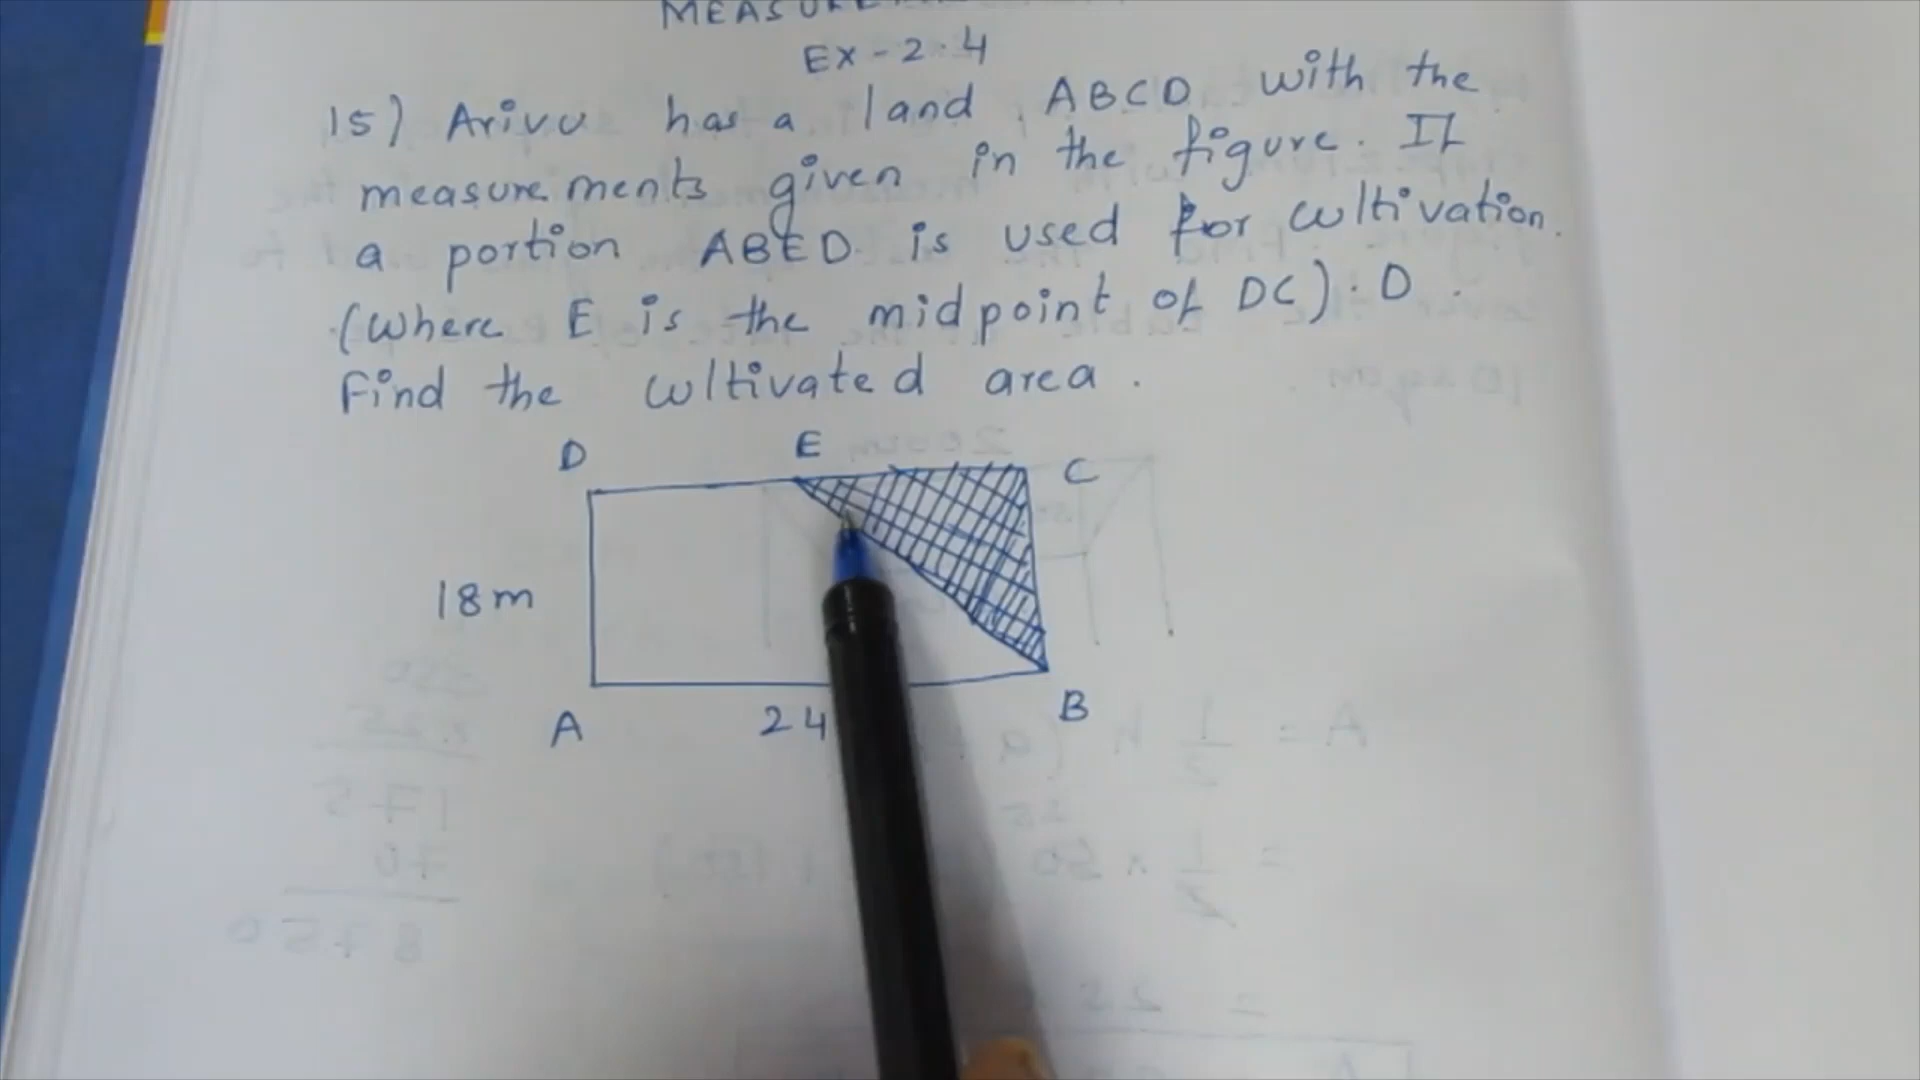 EX - 2.4
15) Arivu has a land ABCD with the
measurements given in the figure. If
a portion ABED is used for cultivation.
(Where E is the midpoint of DC). D
Find the cultivated area.
D E C
18m
A 24 B